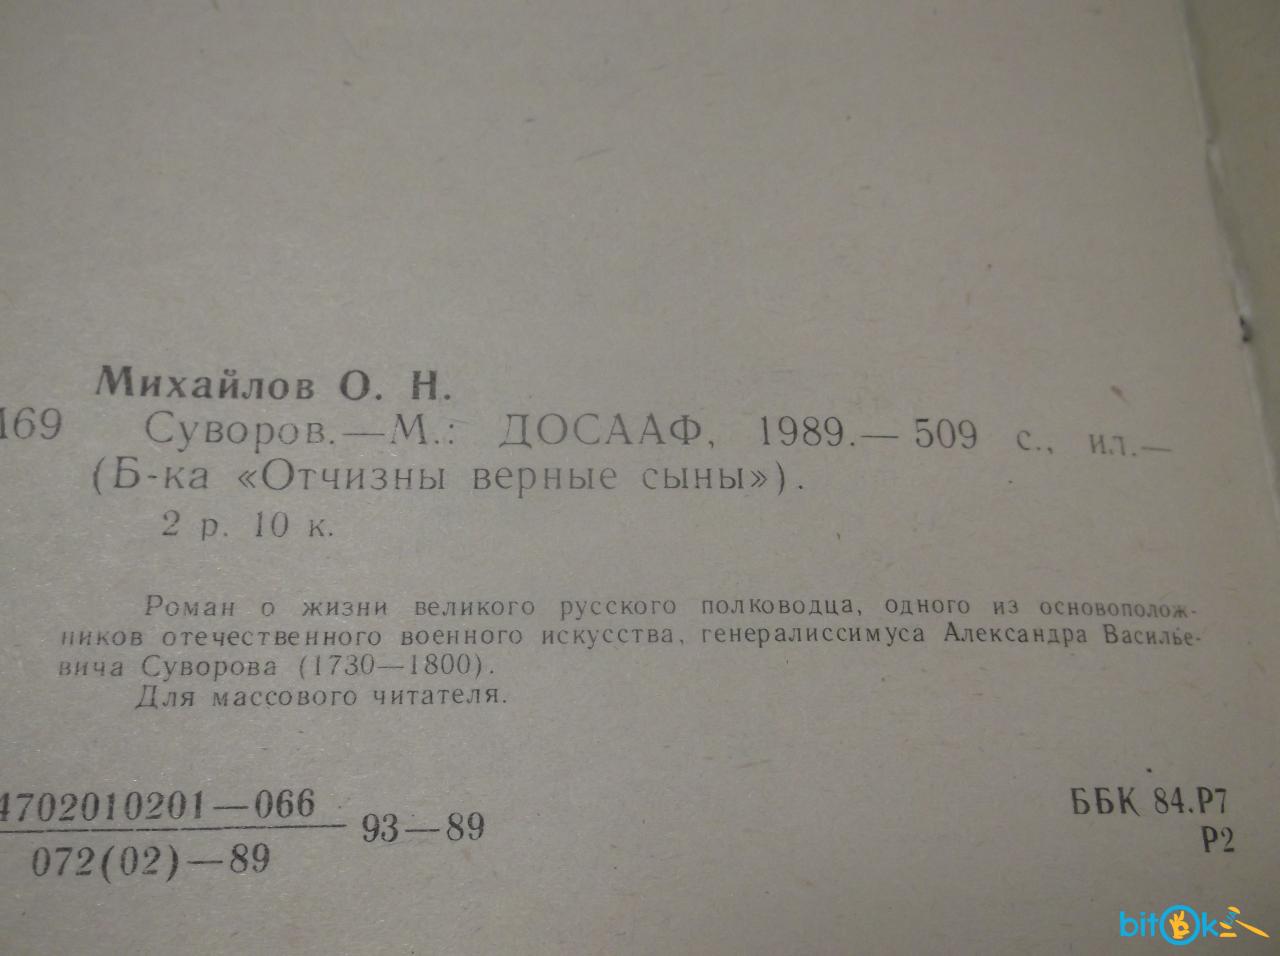 Михайлов О. Н.
169 Суворов.—М.: ДОСААФ, 1989.—509 с., ил.—
(Б-ка «Отчизны верные сыны»).
2 р. 10 к.
Роман о жизни великого русского полководца, одного из основополож-
ников отечественного военного искусства, генералиссимуса Александра Василье-
вича Суворова (1730—1800).
Для массового читателя.
4702010201—066
072(02)—89
93—89
ББК 84.Р7
Р2
bitOk